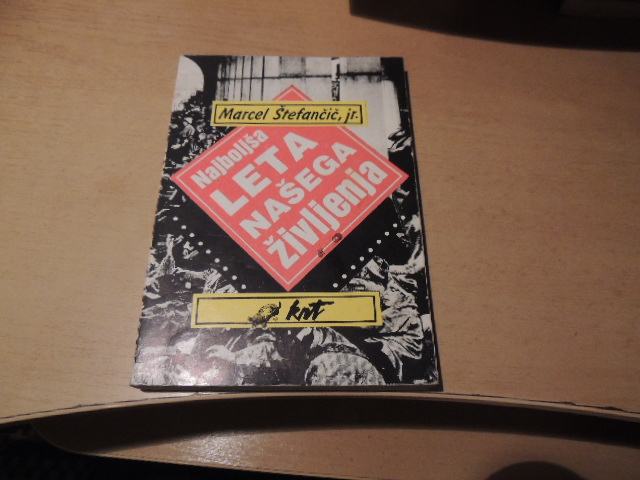 Marcel Štefančič, jr.
Najboljša
LETA
NAŠEGA
življenja
krt